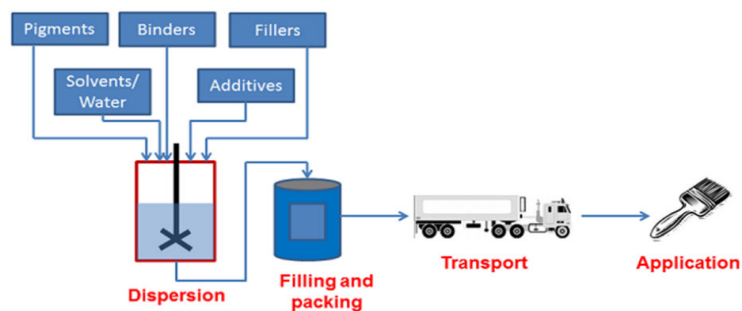 Pigments
Binders
Fillers
Solvents/
Water
Additives
Dispersion
Filling and
packing
Transport
Application